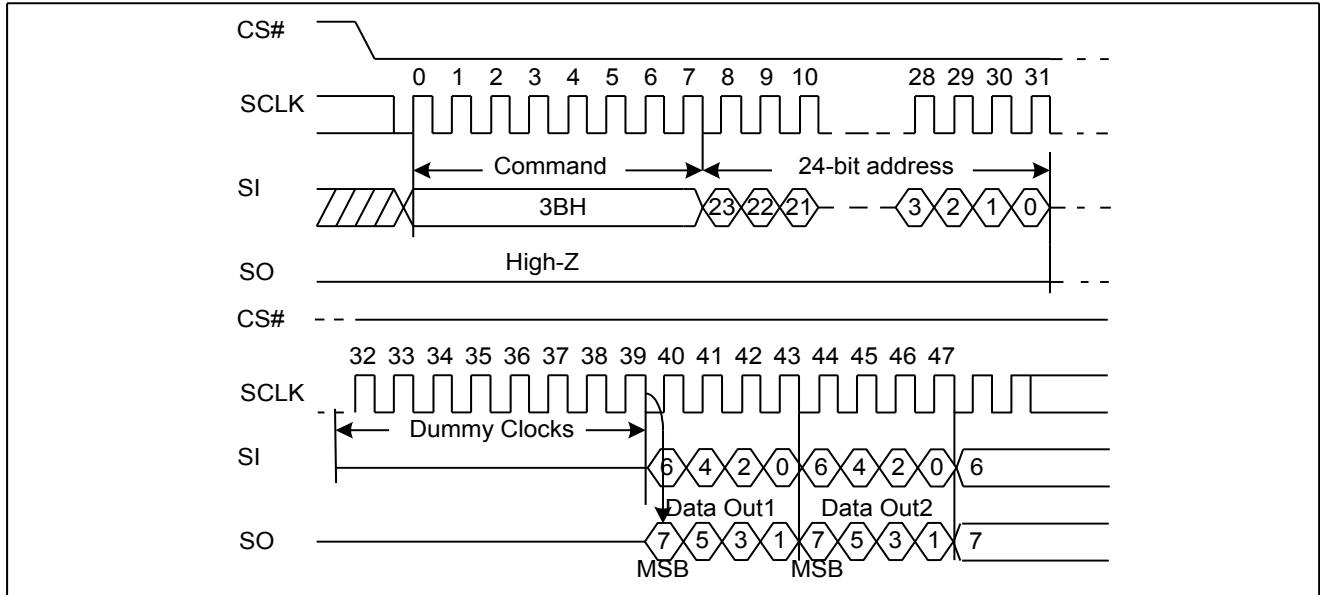 CS#
0 1 2 3 4 5 6 7 8 9 10 28 29 30 31
SCLK
Command 24-bit address
SI
3BH 23 22 21 3 2 1 0
High-Z
SO
CS#
32 33 34 35 36 37 38 39 40 41 42 43 44 45 46 47
SCLK
Dummy Clocks
SI
6 4 2 0 6 4 2 0 6
Data Out1 Data Out2
SO
7 5 3 1 7 5 3 1 7
MSB MSB